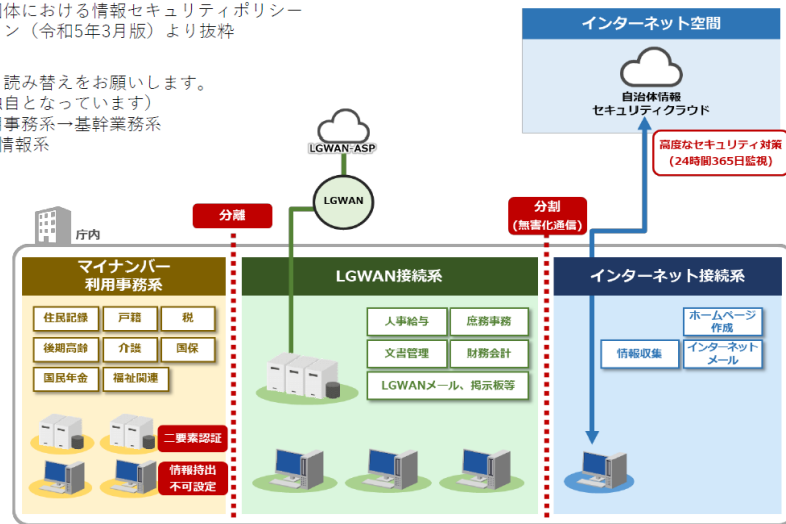 体における情報セキュリティポリシー
ン（令和5年3月版）より抜粋
読み替えをお願いします。
独自となっています）
事務系→基幹業務系
情報系
インターネット空間
自治体情報
セキュリティクラウド
高度なセキュリティ対策
(24時間365日監視)
LGWAN-ASP
LGWAN
分離
分割
(無害化通信)
庁内
マイナンバー
利用事務系
住民記録
戸籍
税
後期高齢
介護
国保
国民年金
福祉関連
二要素認証
情報持出
不可設定
LGWAN接続系
人事給与
庶務事務
文書管理
財務会計
LGWANメール、掲示板等
インターネット接続系
ホームページ
作成
情報収集
インターネット
メール